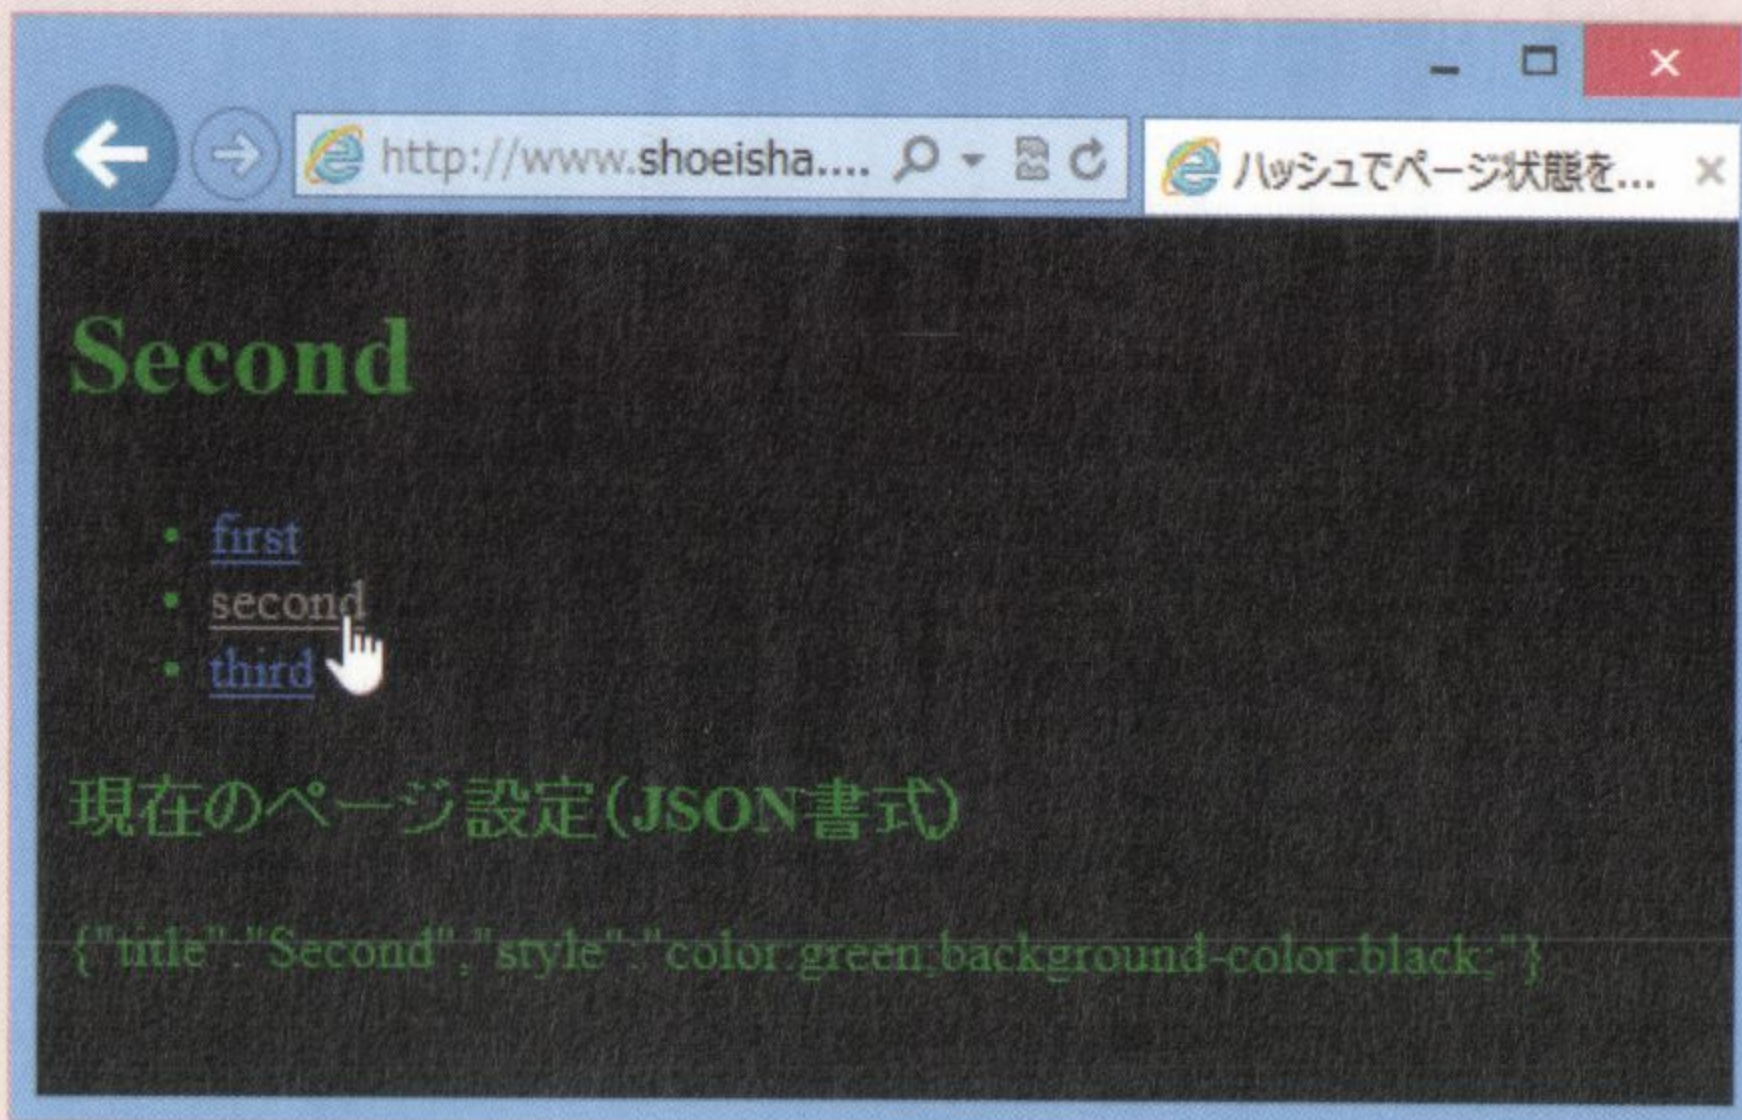 http://www.shoeisha....
ハッシュでページ状態を...
Second
• first
• second
• third
現在のページ設定(JSON書式)
{"title":"Second","style":"color:green;background-color:black;"}